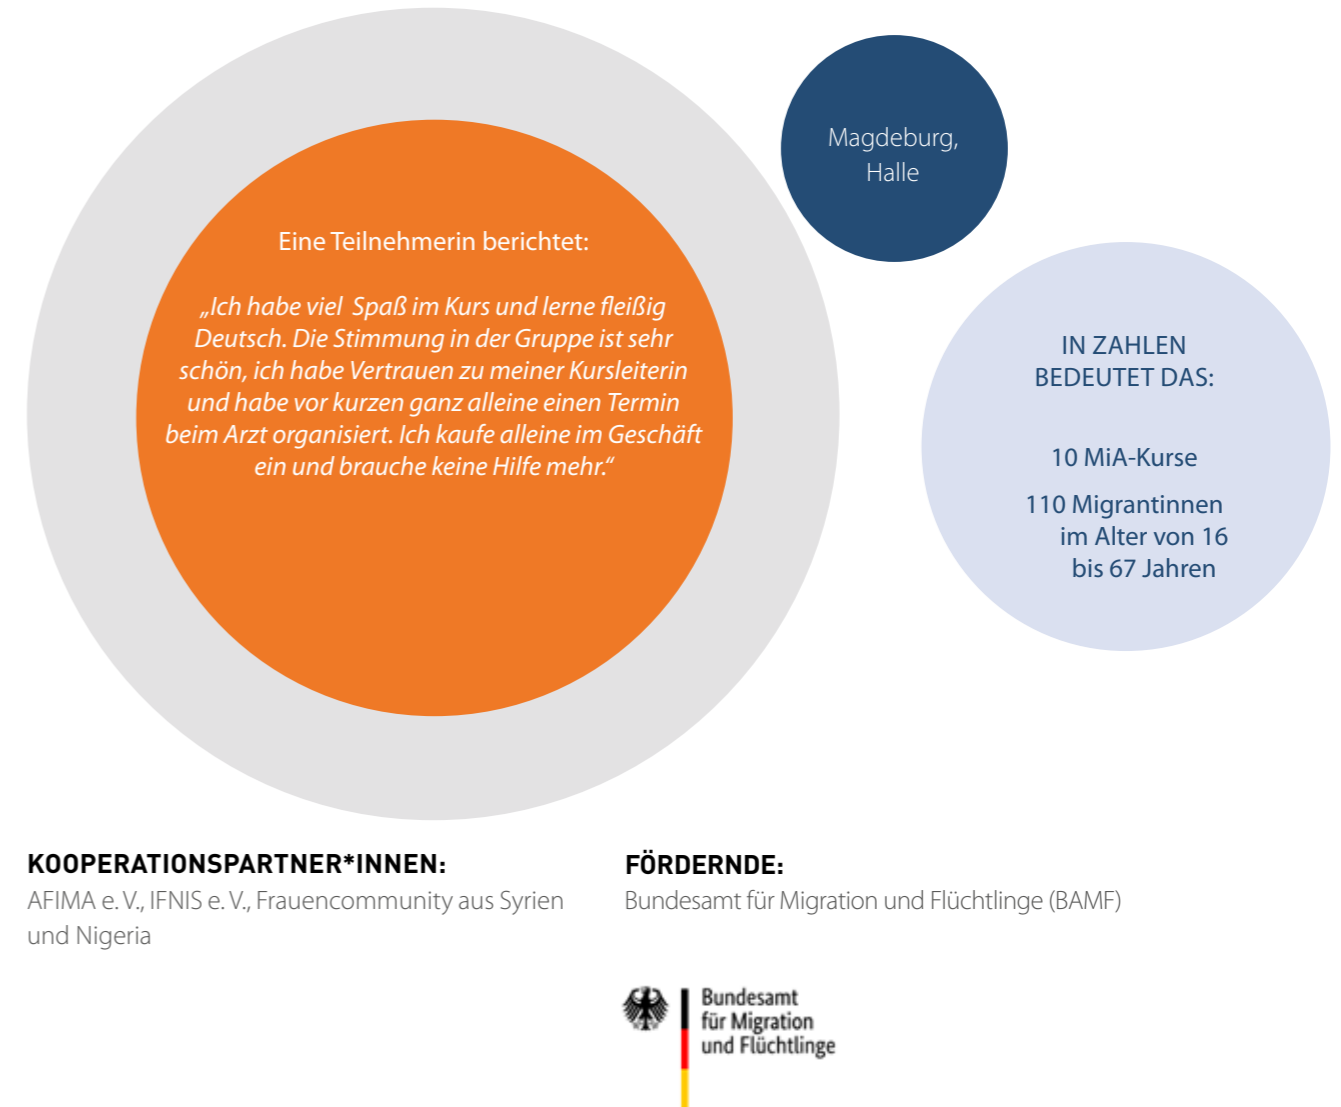 Eine Teilnehmerin berichtet:
„Ich habe viel Spaß im Kurs und lerne fleißig
Deutsch. Die Stimmung in der Gruppe ist sehr
schön, ich habe Vertrauen zu meiner Kursleiterin
und habe vor kurzen ganz alleine einen Termin
beim Arzt organisiert. Ich kaufe alleine im Geschäft
ein und brauche keine Hilfe mehr.“
Magdeburg,
Halle
IN ZAHLEN
BEDEUTET DAS:
10 MiA-Kurse
110 Migrantinnen
im Alter von 16
bis 67 Jahren
KOOPERATIONSPARTNER*INNEN:
AFIMA e. V., IFNIS e. V., Frauencommunity aus Syrien
und Nigeria
FÖRDERNDE:
Bundesamt für Migration und Flüchtlinge (BAMF)
Bundesamt
für Migration
und Flüchtlinge